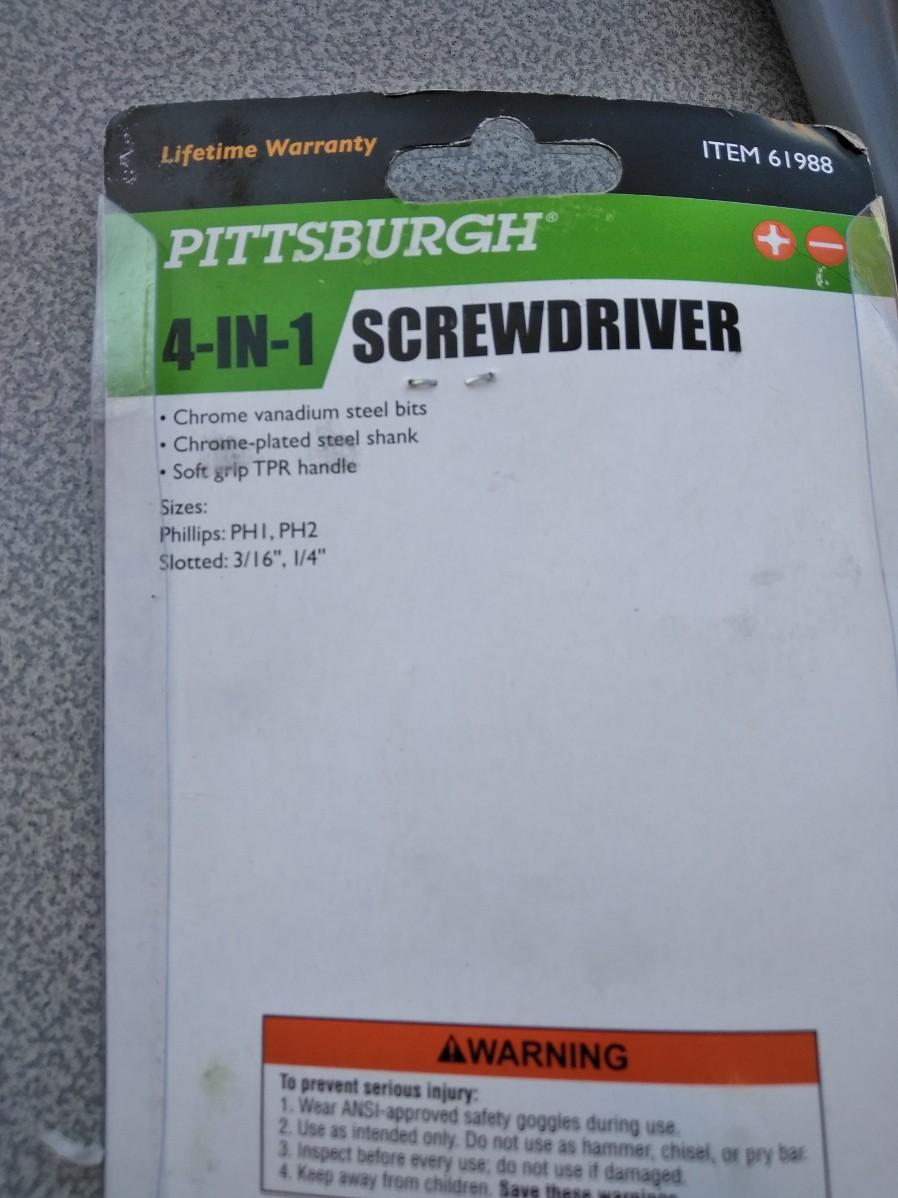 Lifetime Warranty
ITEM 61988
PITTSBURGH®
4-IN-1 SCREWDRIVER
• Chrome vanadium steel bits
• Chrome-plated steel shank
• Soft grip TPR handle
Sizes:
Phillips: PH1, PH2
Slotted: 3/16", 1/4"
⚠WARNING
To prevent serious injury:
1. Wear ANSI-approved safety goggles during use.
2. Use as intended only. Do not use as hammer, chisel, or pry bar.
3. Inspect before every use; do not use if damaged.
4. Keep away from children. Save these warnings